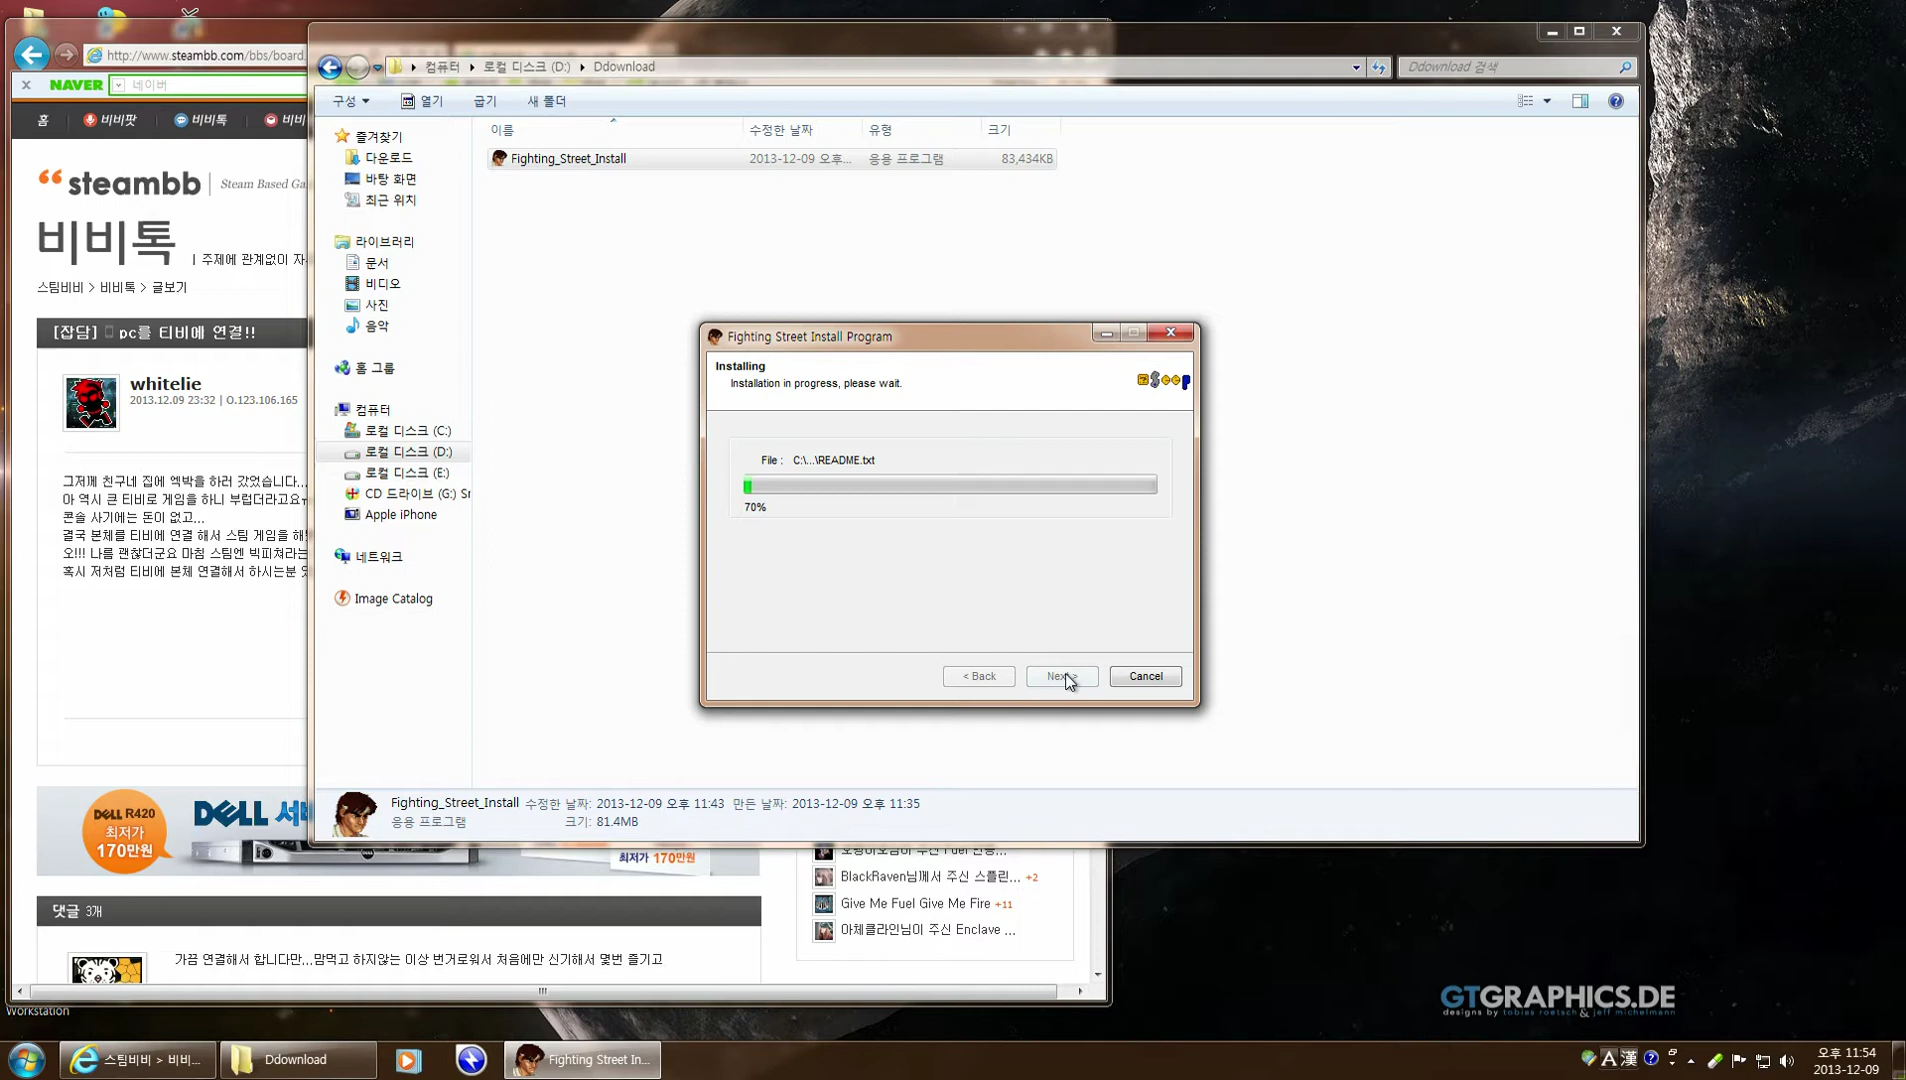 http://www.steambb.com/bbs/board.
NAVER
네이버
홈
비비팟
비비톡
비비
steambb
Steam Based Ga
비비톡
| 주제에 관계없이 자
스팀비비 > 비비톡 > 글보기
[잡담] pc를 티비에 연결!!
whitelie
2013.12.09 23:32 | O.123.106.165
그저께 친구네 집에 엑박을 하러 갔었습니다...
마 역시 큰 티비로 게임을 하니 부럽더라고요
콘솔 사기에는 돈이 없고...
결국 본체를 티비에 연결 해서 스팀 게임을 해
오!!! 나름 괜찮더군요 마침 스팀엔 빅피쳐라는
혹시 저처럼 티비에 본체 연결해서 하시는분
DELL R420
최저가
170만원
DELL 서
최저가 170만원
BlackRaven님께서 주신 스플린... +2
Give Me Fuel Give Me Fire +11
아체클라인님이 주신 Enclave ...
댓글 3개
가끔 연결해서 합니다만...맘먹고 하지않는 이상 번거로워서 처음에만 신기해서 몇번 즐기고
Workstation
컴퓨터
로컬 디스크 (D:)
Ddownload
Ddownload 검색
구성
열기
굽기
새 폴더
이름
수정한 날짜
유형
크기
Fighting_Street_Install
2013-12-09 오후...
응용 프로그램
83,434KB
즐겨찾기
다운로드
바탕 화면
최근 위치
라이브러리
문서
비디오
사진
음악
홈 그룹
컴퓨터
로컬 디스크 (C:)
로컬 디스크 (D:)
로컬 디스크 (E:)
CD 드라이브 (G:) Sr
Apple iPhone
네트워크
Image Catalog
Fighting Street Install Program
Installing
Installation in progress, please wait.
File : C:\...\README.txt
70%
< Back
Next >
Cancel
Fighting_Street_Install
수정한 날짜: 2013-12-09 오후 11:43
만든 날짜: 2013-12-09 오후 11:35
응용 프로그램
크기: 81.4MB
GTGRAPHICS.DE
designs by tobias roetsch & jeff michelmann
스팀비비 > 비비...
Ddownload
Fighting Street In...
A漢
오후 11:54
2013-12-09